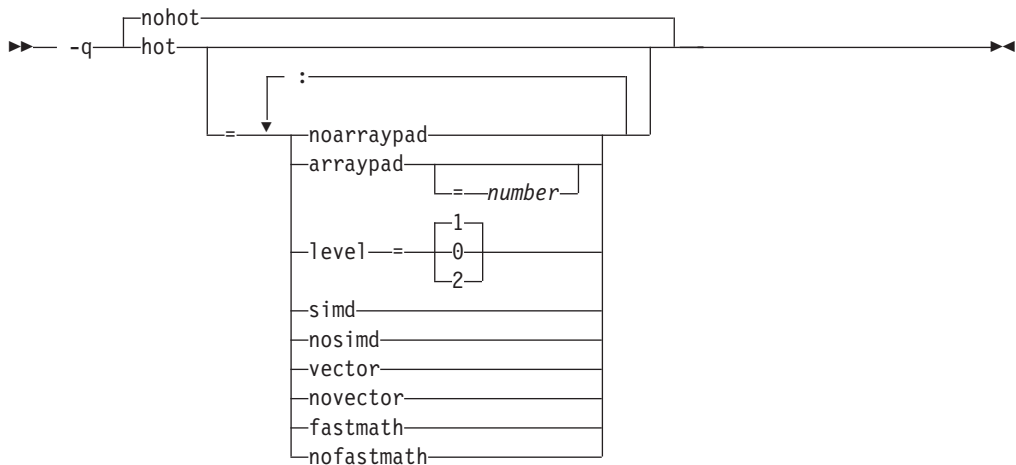 nohot
-q hot
:
= noarraypad
arraypad
= number
1
level = 0
2
simd
nosimd
vector
novector
fastmath
nofastmath